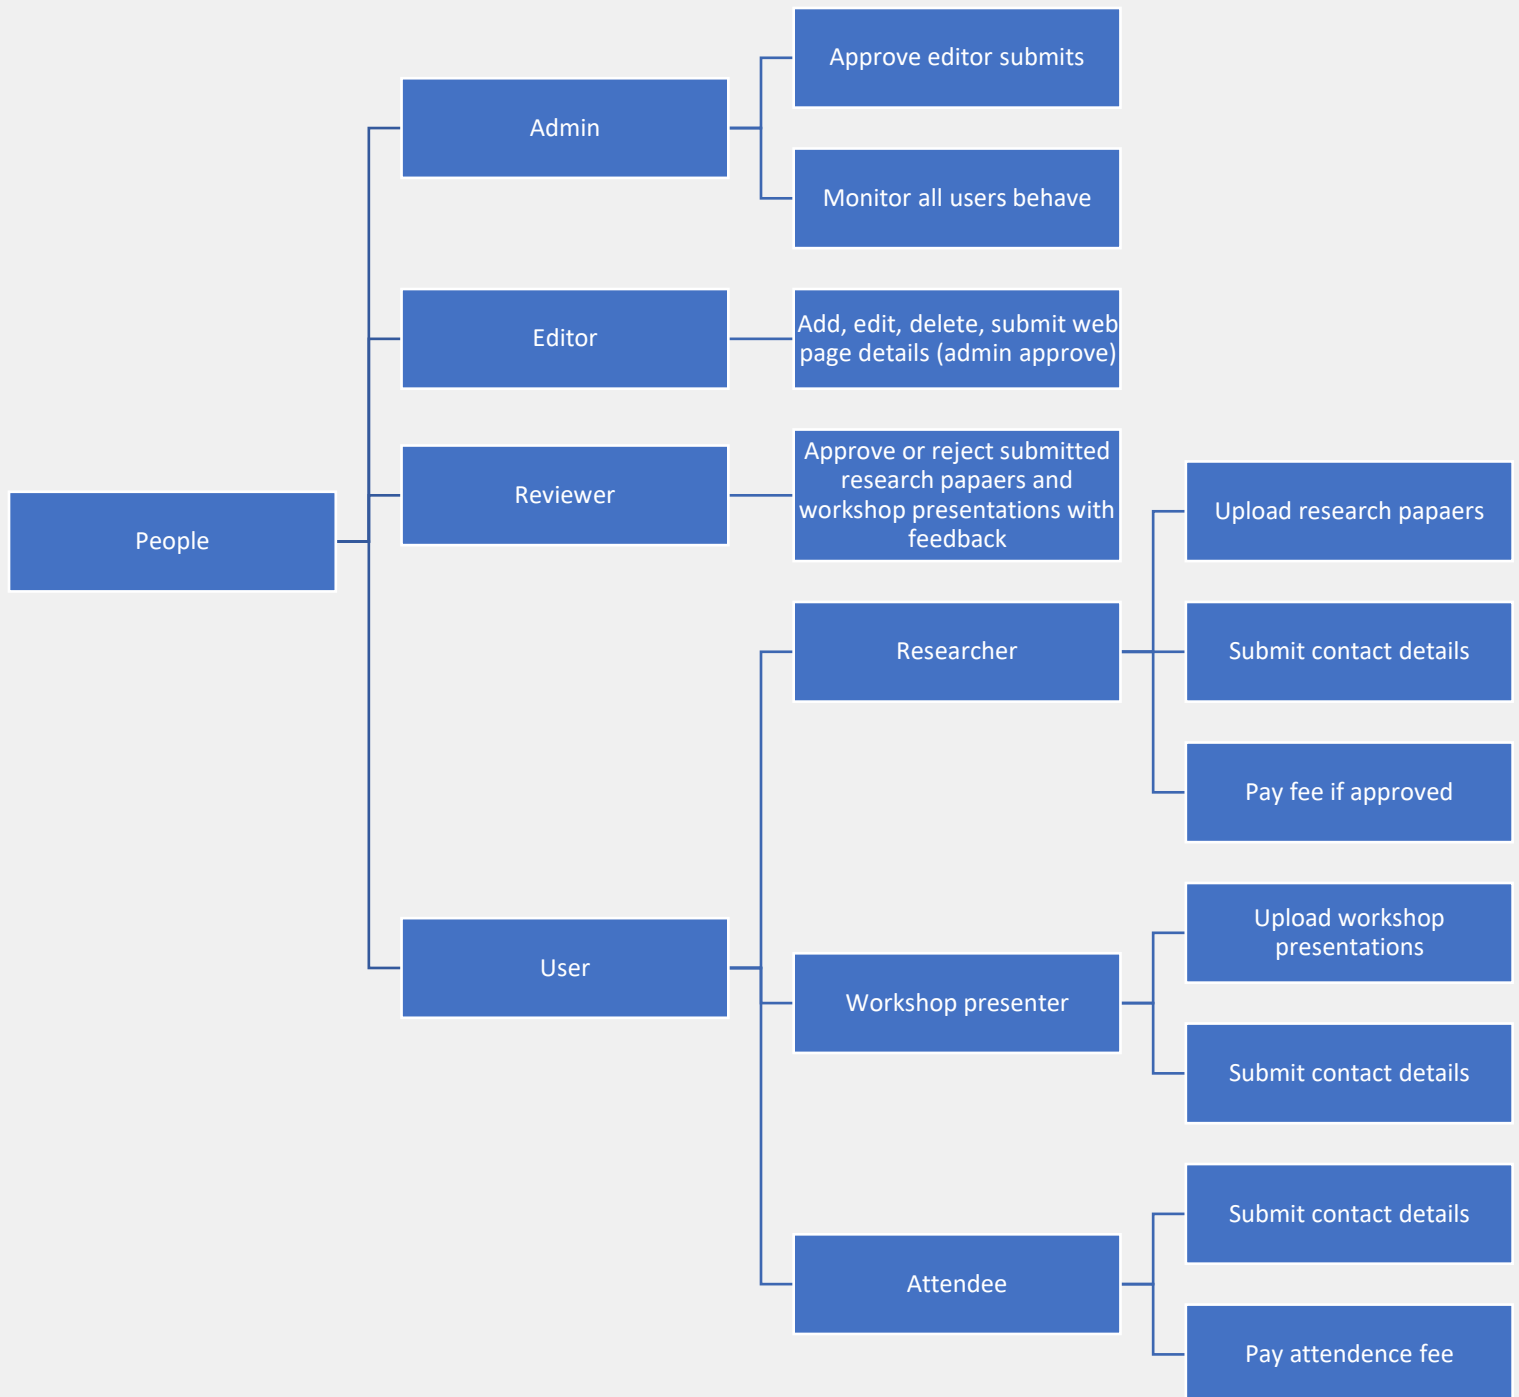 People
Admin
Approve editor submits
Monitor all users behave
Editor
Add, edit, delete, submit web
page details (admin approve)
Reviewer
Approve or reject submitted
research papaers and
workshop presentations with
feedback
User
Researcher
Upload research papaers
Submit contact details
Pay fee if approved
Workshop presenter
Upload workshop
presentations
Submit contact details
Attendee
Submit contact details
Pay attendence fee